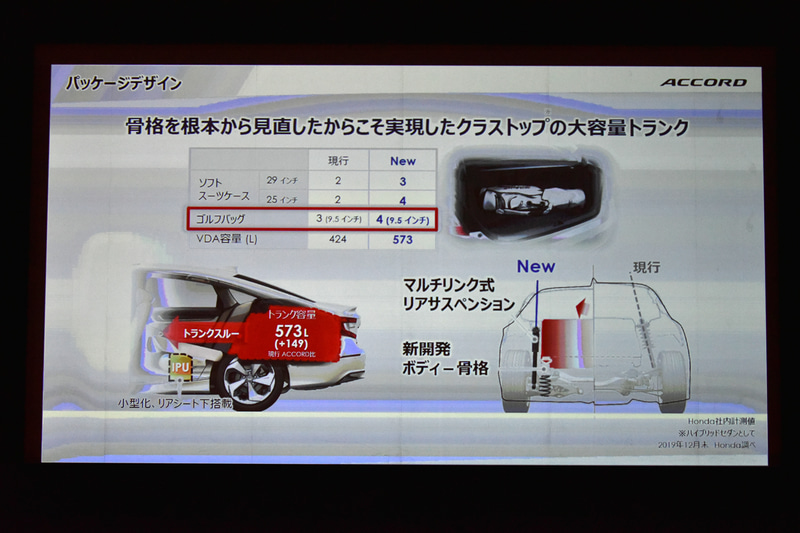 パッケージデザイン
ACCORD
骨格を根本から見直したからこそ実現したクラストップの大容量トランク
現行 New
ソフト
スーツケース
29 インチ 2 3
25 インチ 2 4
ゴルフバッグ 3 (9.5 インチ) 4 (9.5 インチ)
VDA容量 (L) 424 573
トランク容量
573L
(+149)
現行 ACCORD比
トランクスルー
IPU
小型化、リアシート下搭載
New
現行
マルチリンク式
リアサスペンション
新開発
ボディー骨格
Honda社内計測値
※ハイブリッドセダンとして
2019年12月末 Honda調べ